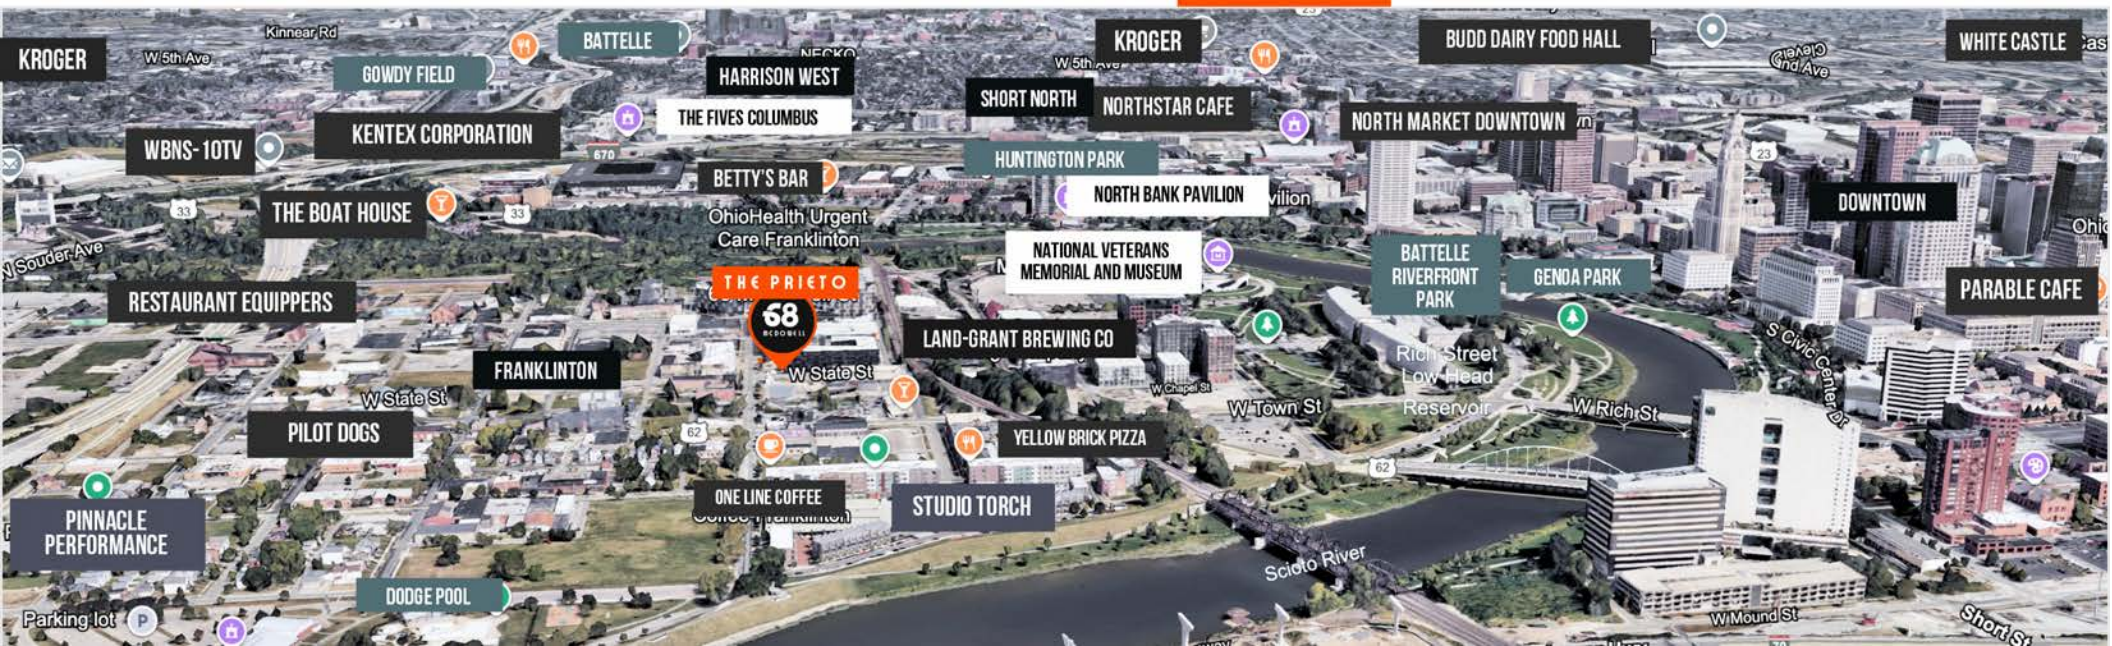 Kinnear Rd
KROGER
W 5th Ave
BATTELLE
GOWDY FIELD
NECKO
HARRISON WEST
KROGER
W 5th Ave
BUDD DAIRY FOOD HALL
2nd Ave
WHITE CASTLE
SHORT NORTH
NORTHSTAR CAFE
THE FIVES COLUMBUS
NORTH MARKET DOWNTOWN
KENTEX CORPORATION
WBNS-10TV
670
23
HUNTINGTON PARK
BETTY'S BAR
NORTH BANK PAVILION
DOWNTOWN
33
THE BOAT HOUSE
33
OhioHealth Urgent
Care Franklinton
N Souder Ave
NATIONAL VETERANS
MEMORIAL AND MUSEUM
BATTELLE
RIVERFRONT
PARK
GENOA PARK
PARABLE CAFE
RESTAURANT EQUIPPERS
THE PRIETO
68
MCDOWELL
LAND-GRANT BREWING CO
S Civic Center Dr
FRANKLINTON
W State St
Rich Street
Low Head
Reservoir
W Chapel St
W State St
W Town St
W Rich St
PILOT DOGS
62
YELLOW BRICK PIZZA
62
ONE LINE COFFEE
STUDIO TORCH
PINNACLE
PERFORMANCE
Scioto River
DODGE POOL
Parking lot
P
W Mound St
Short St